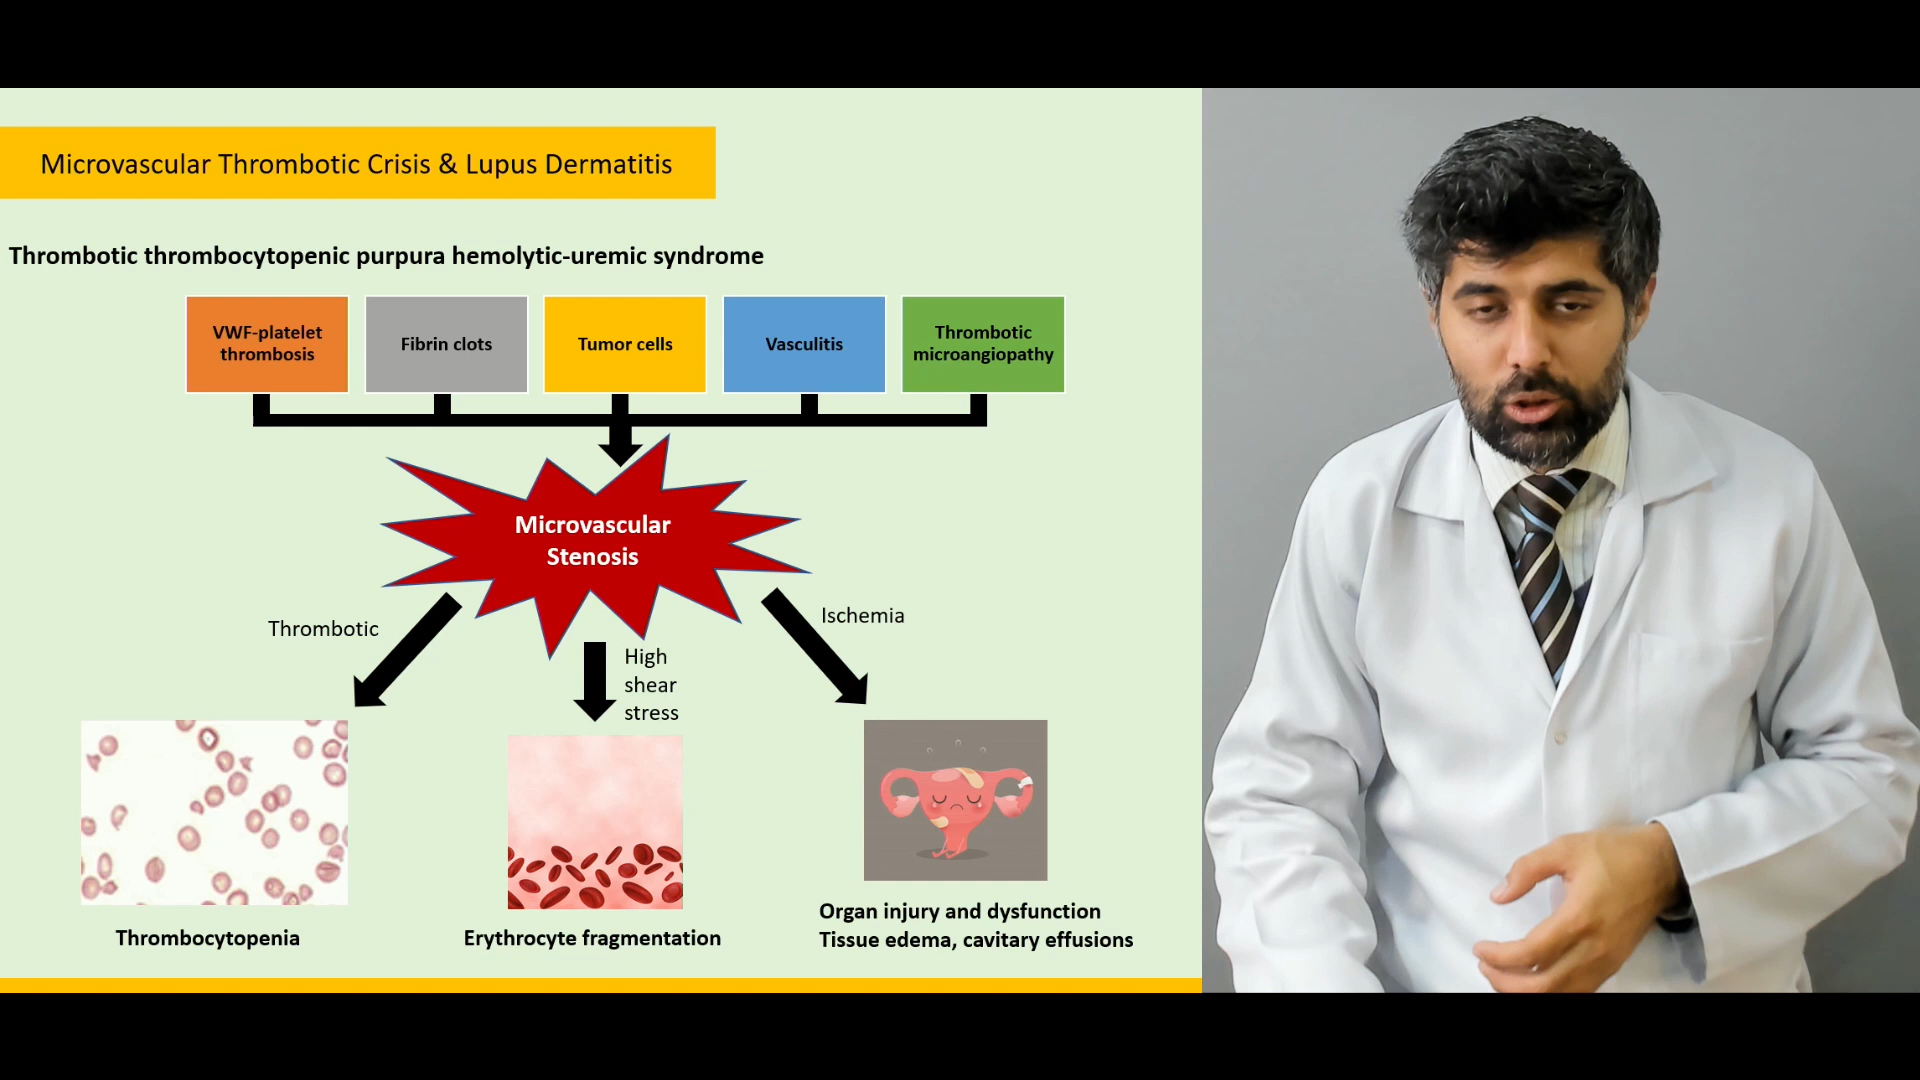 Microvascular Thrombotic Crisis & Lupus Dermatitis
Thrombotic thrombocytopenic purpura hemolytic-uremic syndrome
VWF-platelet
thrombosis
Fibrin clots
Tumor cells
Vasculitis
Thrombotic
microangiopathy
Microvascular
Stenosis
Thrombotic
High
shear
stress
Ischemia
Thrombocytopenia
Erythrocyte fragmentation
Organ injury and dysfunction
Tissue edema, cavitary effusions